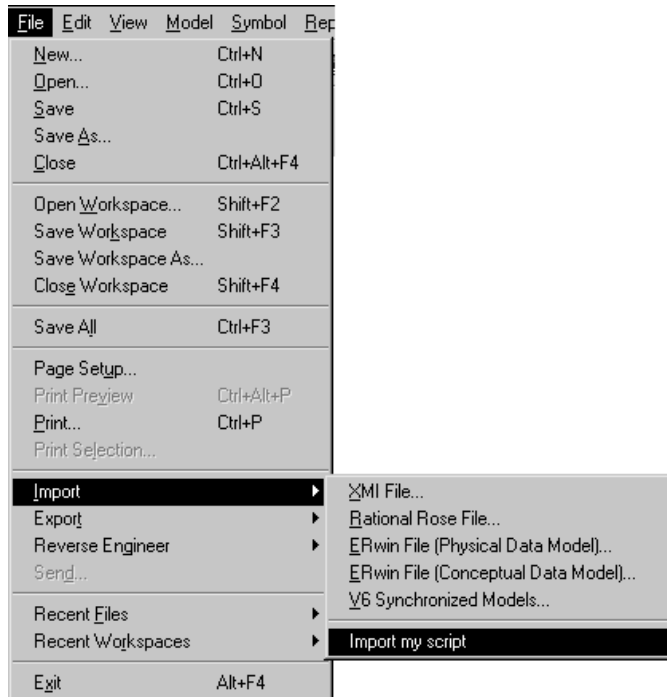 File Edit View Model Symbol Rep
New... Ctrl+N
Open... Ctrl+O
Save Ctrl+S
Save As...
Close Ctrl+Alt+F4
Open Workspace... Shift+F2
Save Workspace Shift+F3
Save Workspace As...
Close Workspace Shift+F4
Save All Ctrl+F3
Page Setup...
Print Preview Ctrl+Alt+P
Print... Ctrl+P
Print Selection...
Import
Export
Reverse Engineer
Send...
Recent Files
Recent Workspaces
Exit Alt+F4
XMI File...
Rational Rose File...
ERwin File (Physical Data Model)...
ERwin File (Conceptual Data Model)...
V6 Synchronized Models...
Import my script